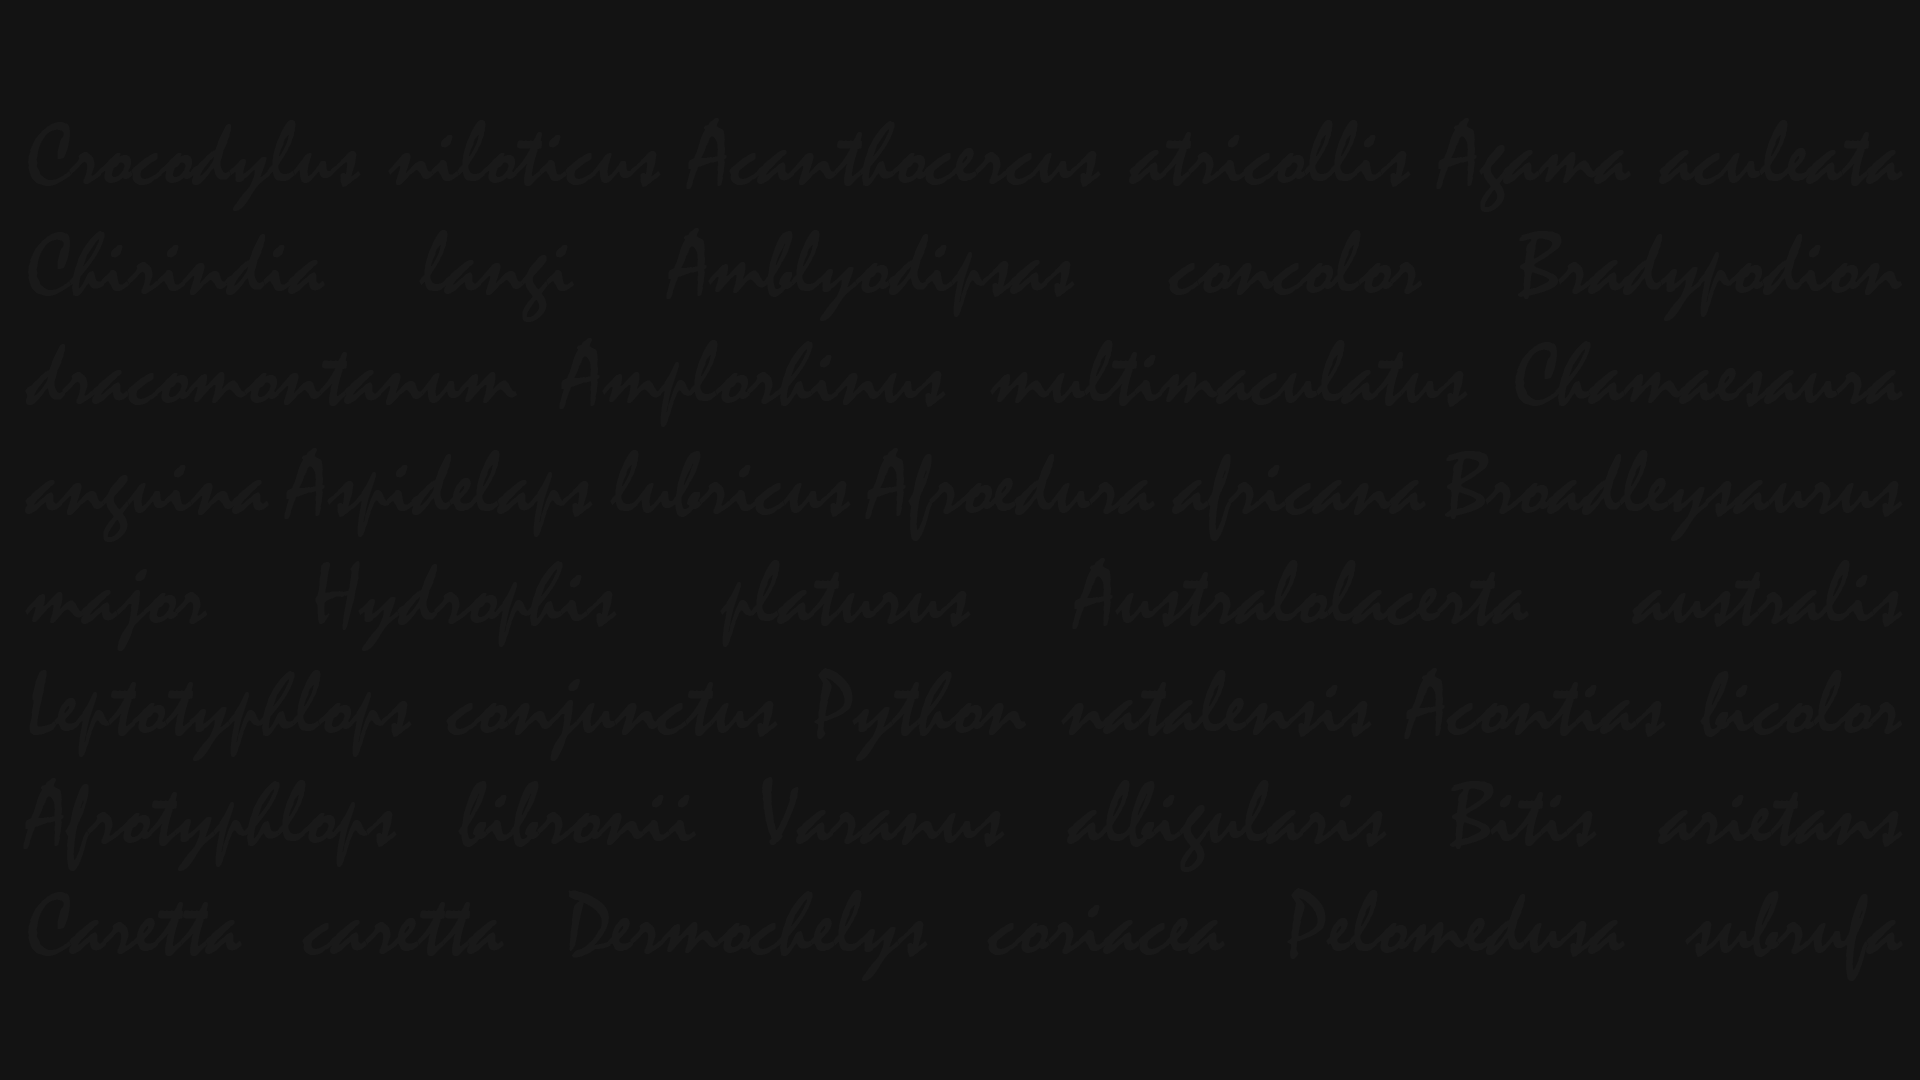 Crocodylus niloticus Acanthocercus atricollis Agama aculeata
Chirindia langi Amblyodipsas concolor Bradypodion
dracomontanum Amplorhinus multimaculatus Chamaesaura
anguina Aspidelaps lubricus Afroedura africana Broadleysaurus
major Hydrophis platurus Australolacerta australis
Leptotyphlops conjunctus Python natalensis Acontias bicolor
Afrotyphlops bibronii Varanus albigularis Bitis arietans
Caretta caretta Dermochelys coriacea Pelomedusa subrufa